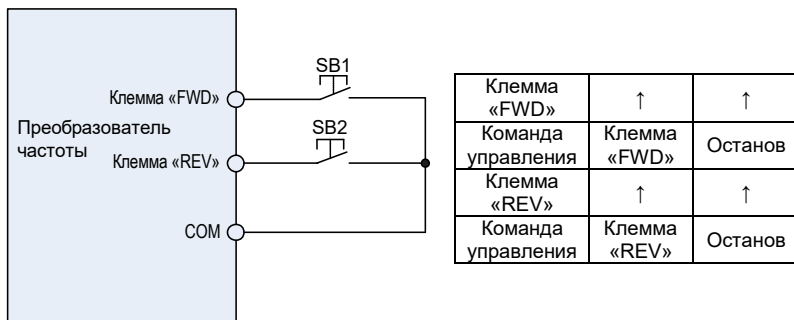 SB1
Клемма «FWD»
Преобразователь
частоты
SB2
Клемма «REV»
COM
Клемма
«FWD»
↑
↑
Команда
управления
Клемма
«FWD»
Останов
Клемма
«REV»
↑
↑
Команда
управления
Клемма
«REV»
Останов